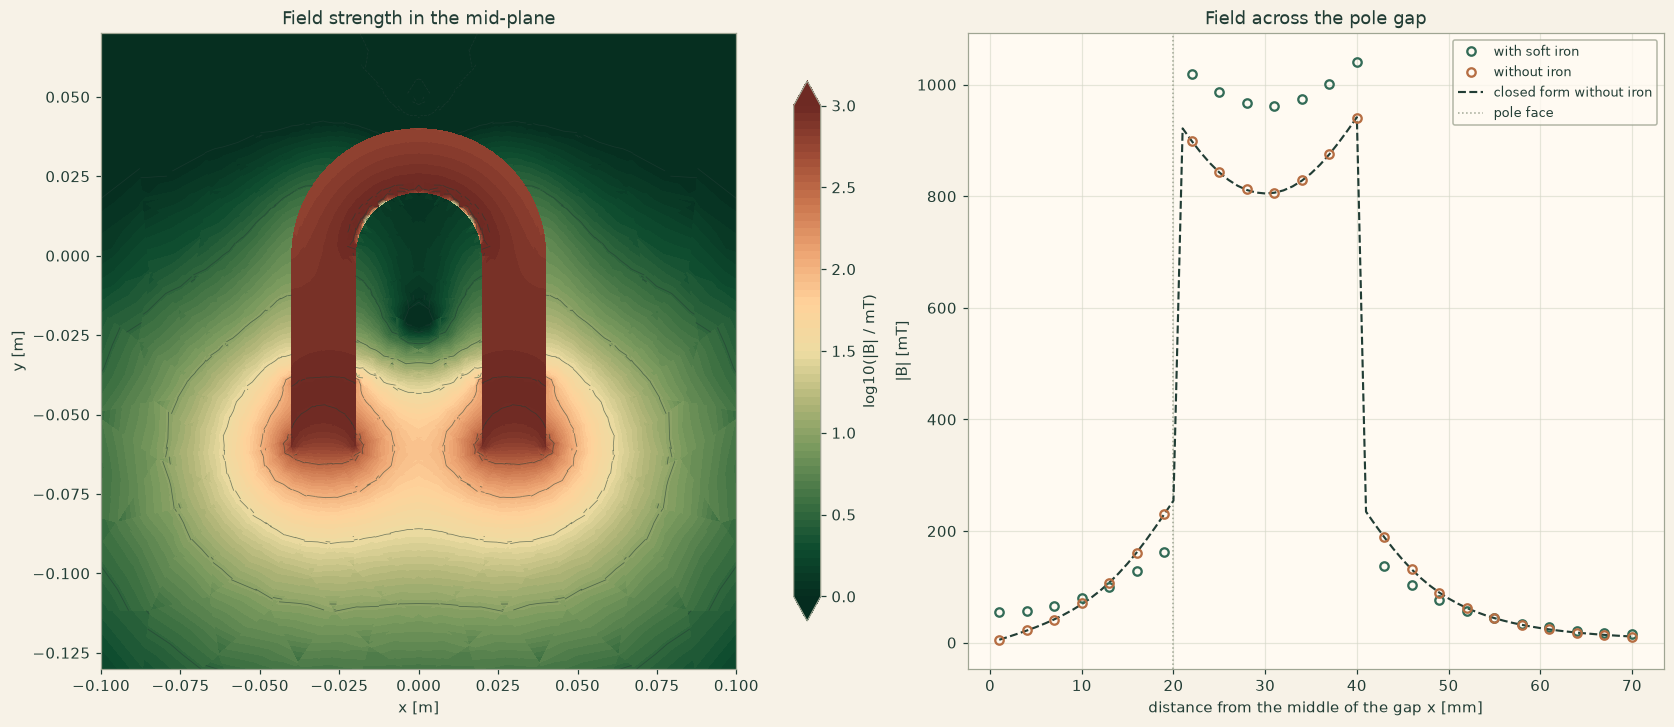 Field strength in the mid-plane
0.050
0.025
0.000
−0.025
−0.050
−0.075
−0.100
−0.125
y [m]
−0.100 −0.075 −0.050 −0.025 0.000 0.025 0.050 0.075 0.100
x [m]
3.0
2.5
2.0
1.5
1.0
0.5
0.0
log10(|B| / mT)
Field across the pole gap
1000
800
600
400
200
0
|B| [mT]
with soft iron
without iron
closed form without iron
pole face
0 10 20 30 40 50 60 70
distance from the middle of the gap x [mm]